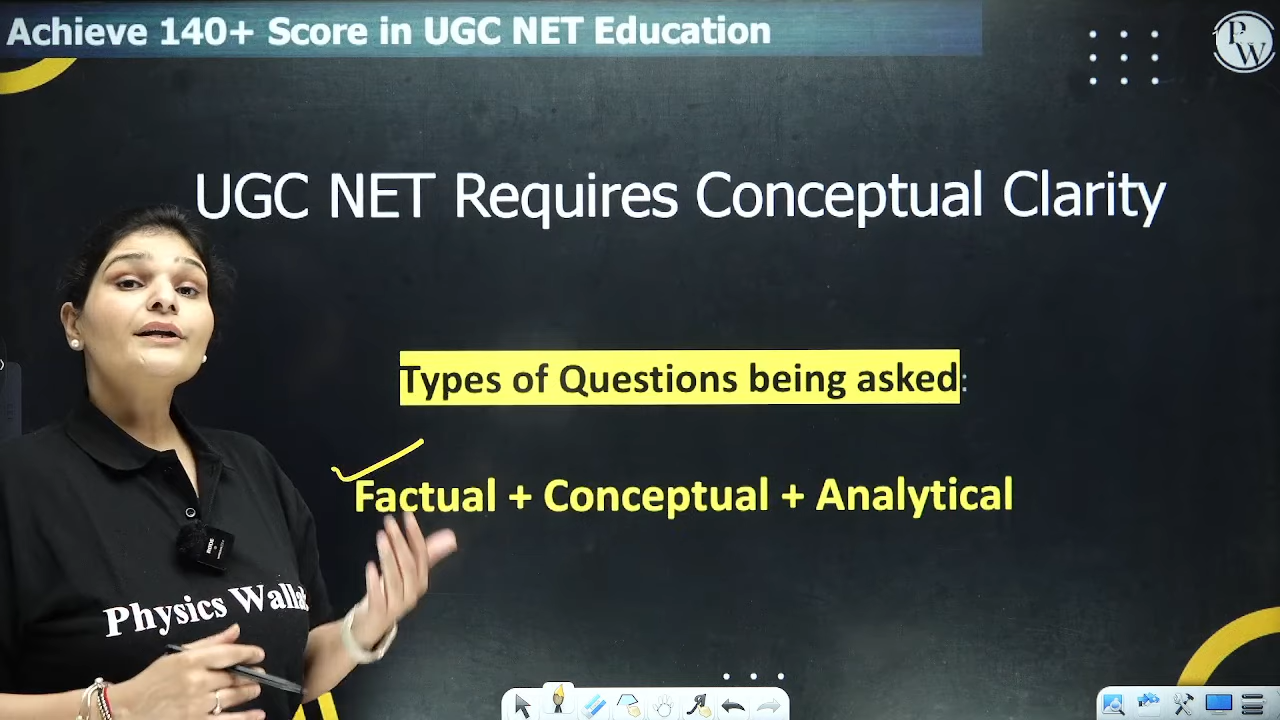 Achieve 140+ Score in UGC NET Education
PW
UGC NET Requires Conceptual Clarity
Types of Questions being asked:
Factual + Conceptual + Analytical
Physics Walla